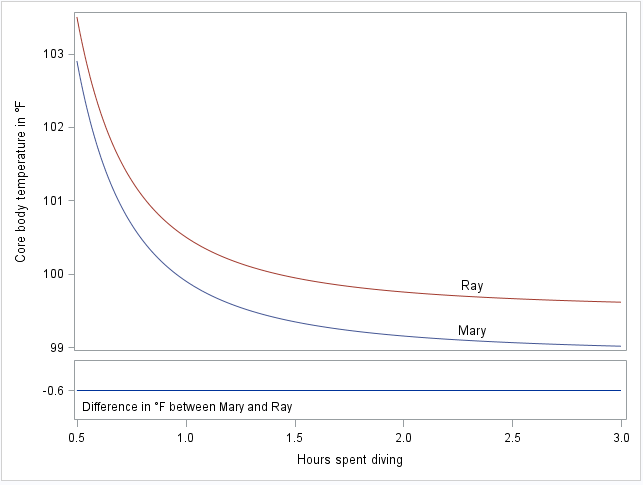 103
102
101
100
99
Core body temperature in °F
Ray
Mary
-0.6
Difference in °F between Mary and Ray
0.5 1.0 1.5 2.0 2.5 3.0
Hours spent diving